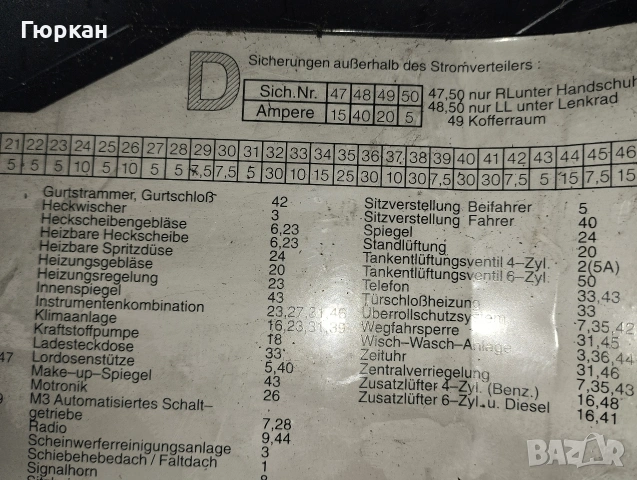 Гюркан
D
Sicherungen außerhalb des Stromverteilers :
Sich.Nr. 47 48 49 50
Ampere 15 40 20 5
47,50 nur RLunter Handschuh
48,50 nur LL unter Lenkrad
49 Kofferraum
21 22 23 24 25 26 27 28 29 30 31 32 33 34 35 36 37 38 39 40 41 42 43 44 45 46
5 5 5 10 5 10 5 5 7,5 7,5 5 30 10 15 25 30 10 30 7,5 30 30 7,5 5 15 7,5 15
Gurtstrammer, Gurtschloß 42
Heckwischer 3
Heckscheibengebläse 6,23
Heizbare Heckscheibe 6,23
Heizbare Spritzdüse 24
Heizungsgebläse 20
Heizungsregelung 23
Innenspiegel 43
Instrumentenkombination 23,27,31,46
Klimaanlage 16,23,31,39
Kraftstoffpumpe 18
Ladesteckdose 33
47 Lordosenstütze 5,40
Make-up-Spiegel 43
Motronik 26
9 M3 Automatisiertes Schalt-
getriebe 7,28
Radio 9,44
Scheinwerferreinigungsanlage 3
Schiebehebedach / Faltdach 1
Signalhorn 8
Sitzverstellung Beifahrer 5
Sitzverstellung Fahrer 40
Spiegel 24
Standlüftung 20
Tankentlüftungsventil 4-Zyl. 2(5A)
Tankentlüftungsventil 6-Zyl. 50
Telefon 33,43
Türschloßheizung 33
Überrollschutzsystem 7,35,42
Wegfahrsperre 31,45
Wisch-Wasch-Anlage 3,36,44
Zeituhr 31,46
Zentralverriegelung 7,35,43
Zusatzlüfter 4-Zyl. (Benz.) 16,48
Zusatzlüfter 6-Zyl. u. Diesel 16,41
BAZAR